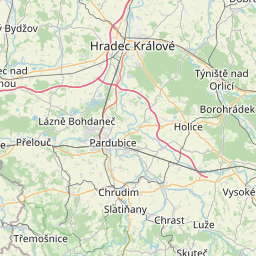 ý Bydžov
Hradec Králové
ec nad
nou
Týniště nad
Orlicí
Borohrádek
Lázně Bohdaneč
Holice
Přelouč
Pardubice
Chrudim
Vysoké
Slatiňany
Chrast
Luže
Třemošnice
Skuteč